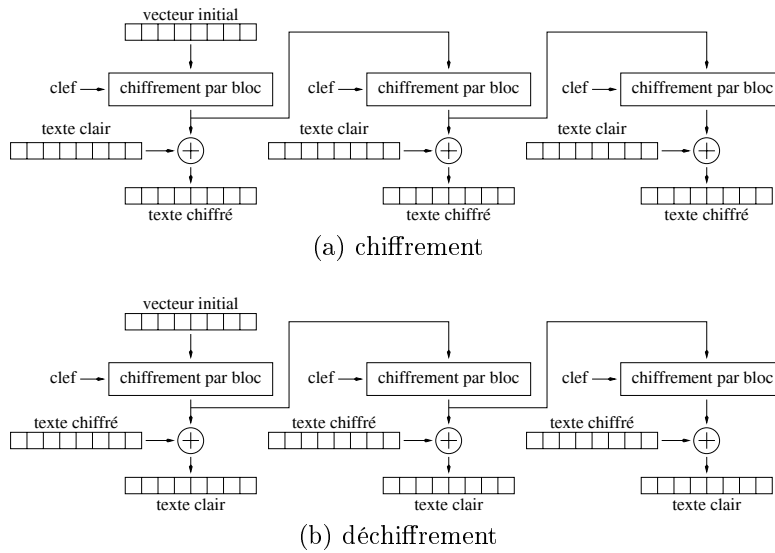 vecteur initial
clef chiffrement par bloc clef chiffrement par bloc clef chiffrement par bloc
texte clair texte clair texte clair
texte chiffré texte chiffré texte chiffré
(a) chiffrement
vecteur initial
clef chiffrement par bloc clef chiffrement par bloc clef chiffrement par bloc
texte chiffré texte chiffré texte chiffré
texte clair texte clair texte clair
(b) déchiffrement